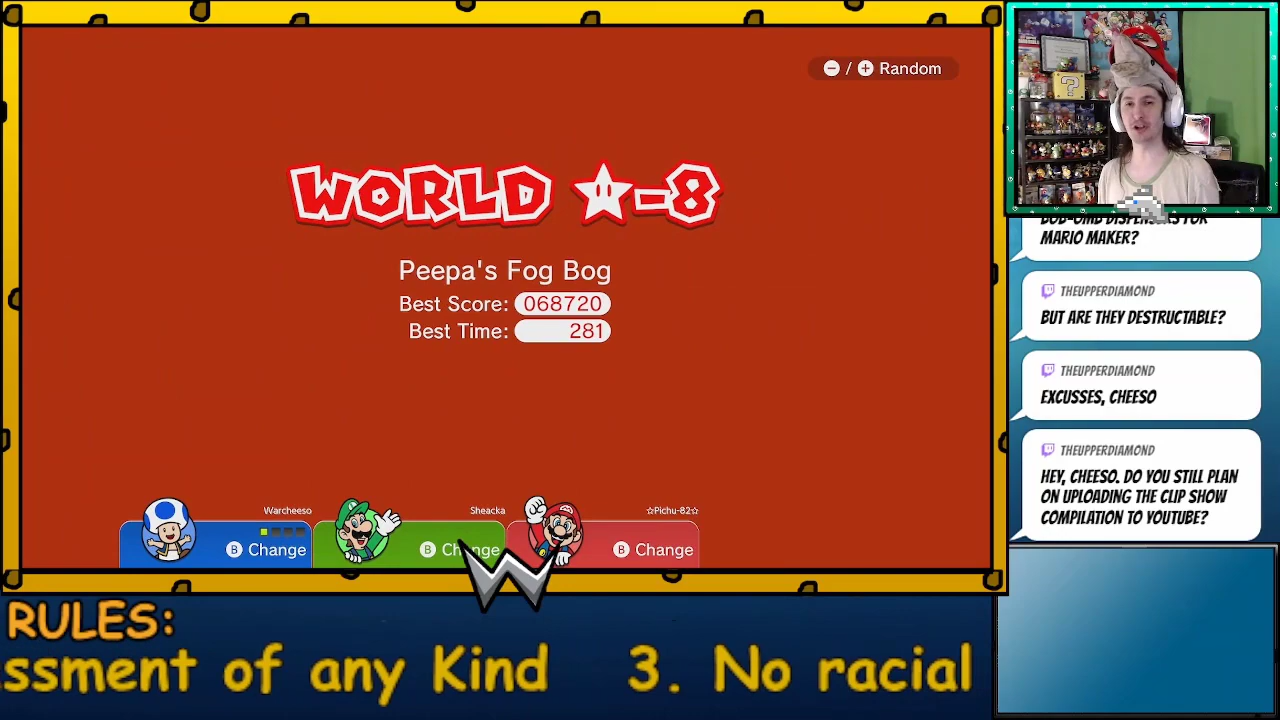 − / + Random
WORLD ★-8
Peepa's Fog Bog
Best Score: 068720
Best Time: 281
Warcheeso
B Change
Sheacka
B Change
☆Pichu-82☆
B Change
W
RULES:
ssment of any Kind 3. No racial
MARIO MAKER?
THEUPPERDIAMOND
BUT ARE THEY DESTRUCTABLE?
THEUPPERDIAMOND
EXCUSSES, CHEESO
THEUPPERDIAMOND
HEY, CHEESO. DO YOU STILL PLAN
ON UPLOADING THE CLIP SHOW
COMPILATION TO YOUTUBE?